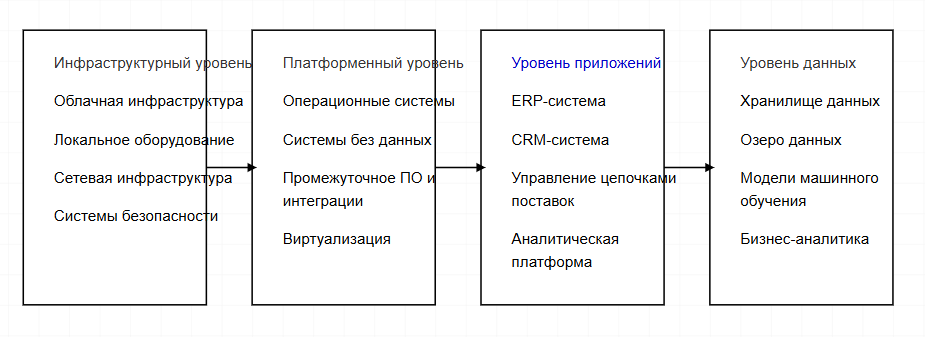 Инфраструктурный уровень
Облачная инфраструктура
Локальное оборудование
Сетевая инфраструктура
Системы безопасности
Платформенный уровень
Операционные системы
Системы без данных
Промежуточное ПО и
интеграции
Виртуализация
Уровень приложений
ERP-система
CRM-система
Управление цепочками
поставок
Аналитическая
платформа
Уровень данных
Хранилище данных
Озеро данных
Модели машинного
обучения
Бизнес-аналитика